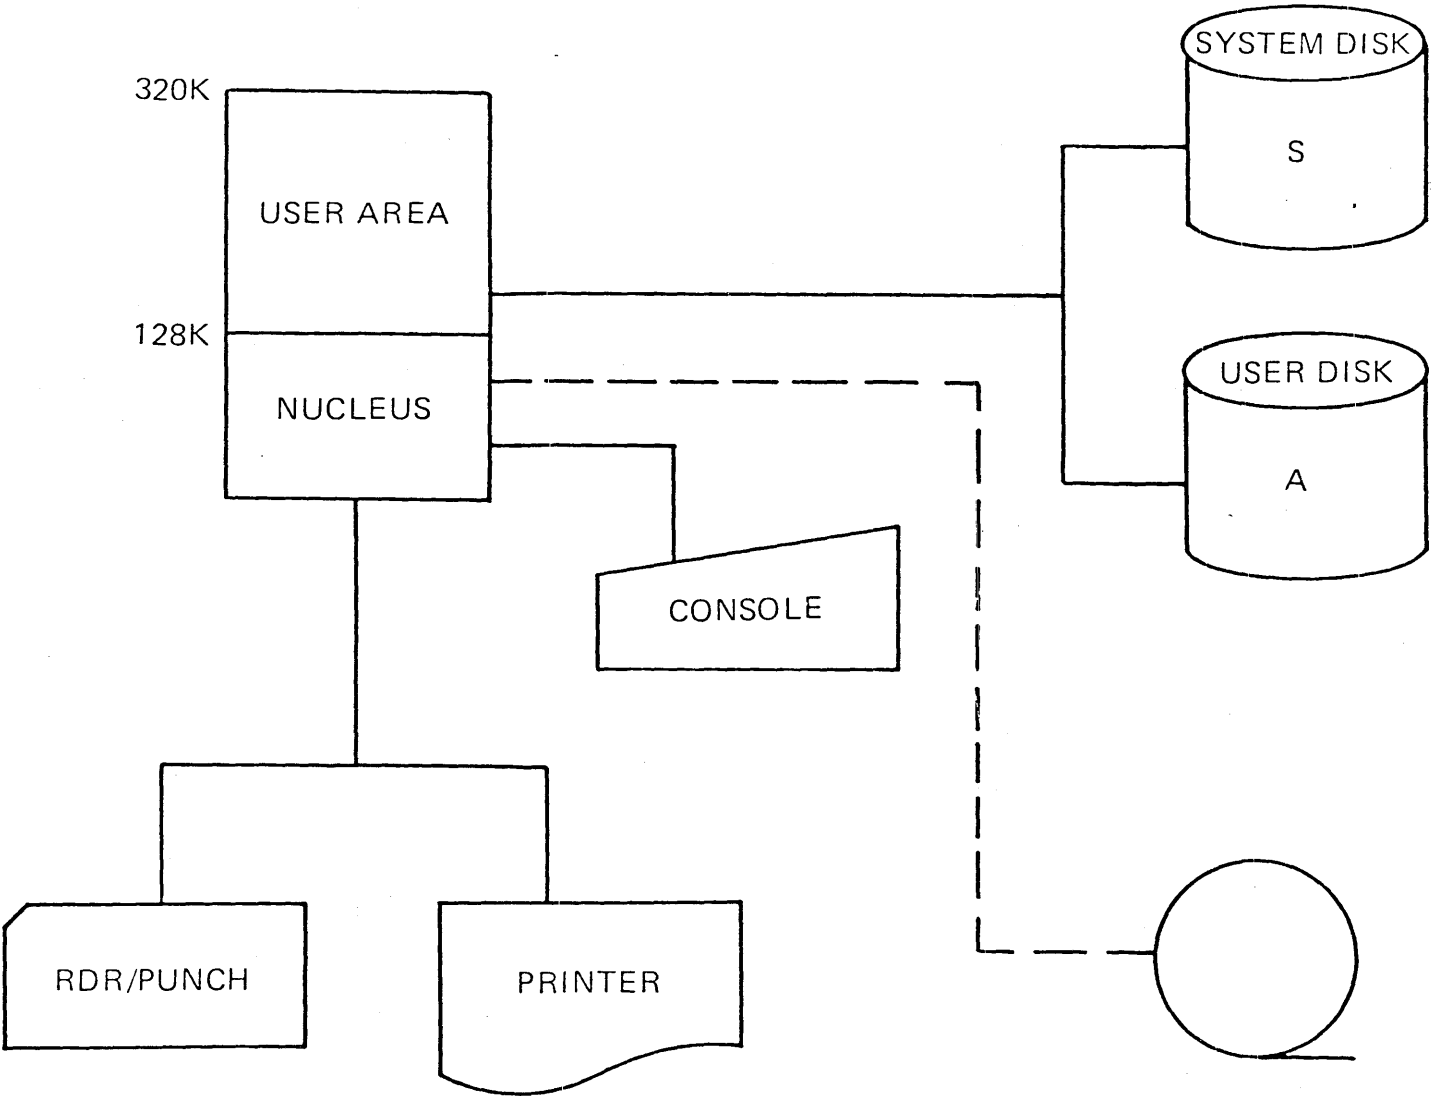 SYSTEM DISK
320K
S
USER AREA
128K
USER DISK
NUCLEUS
A
CONSOLE
RDR/PUNCH
PRINTER